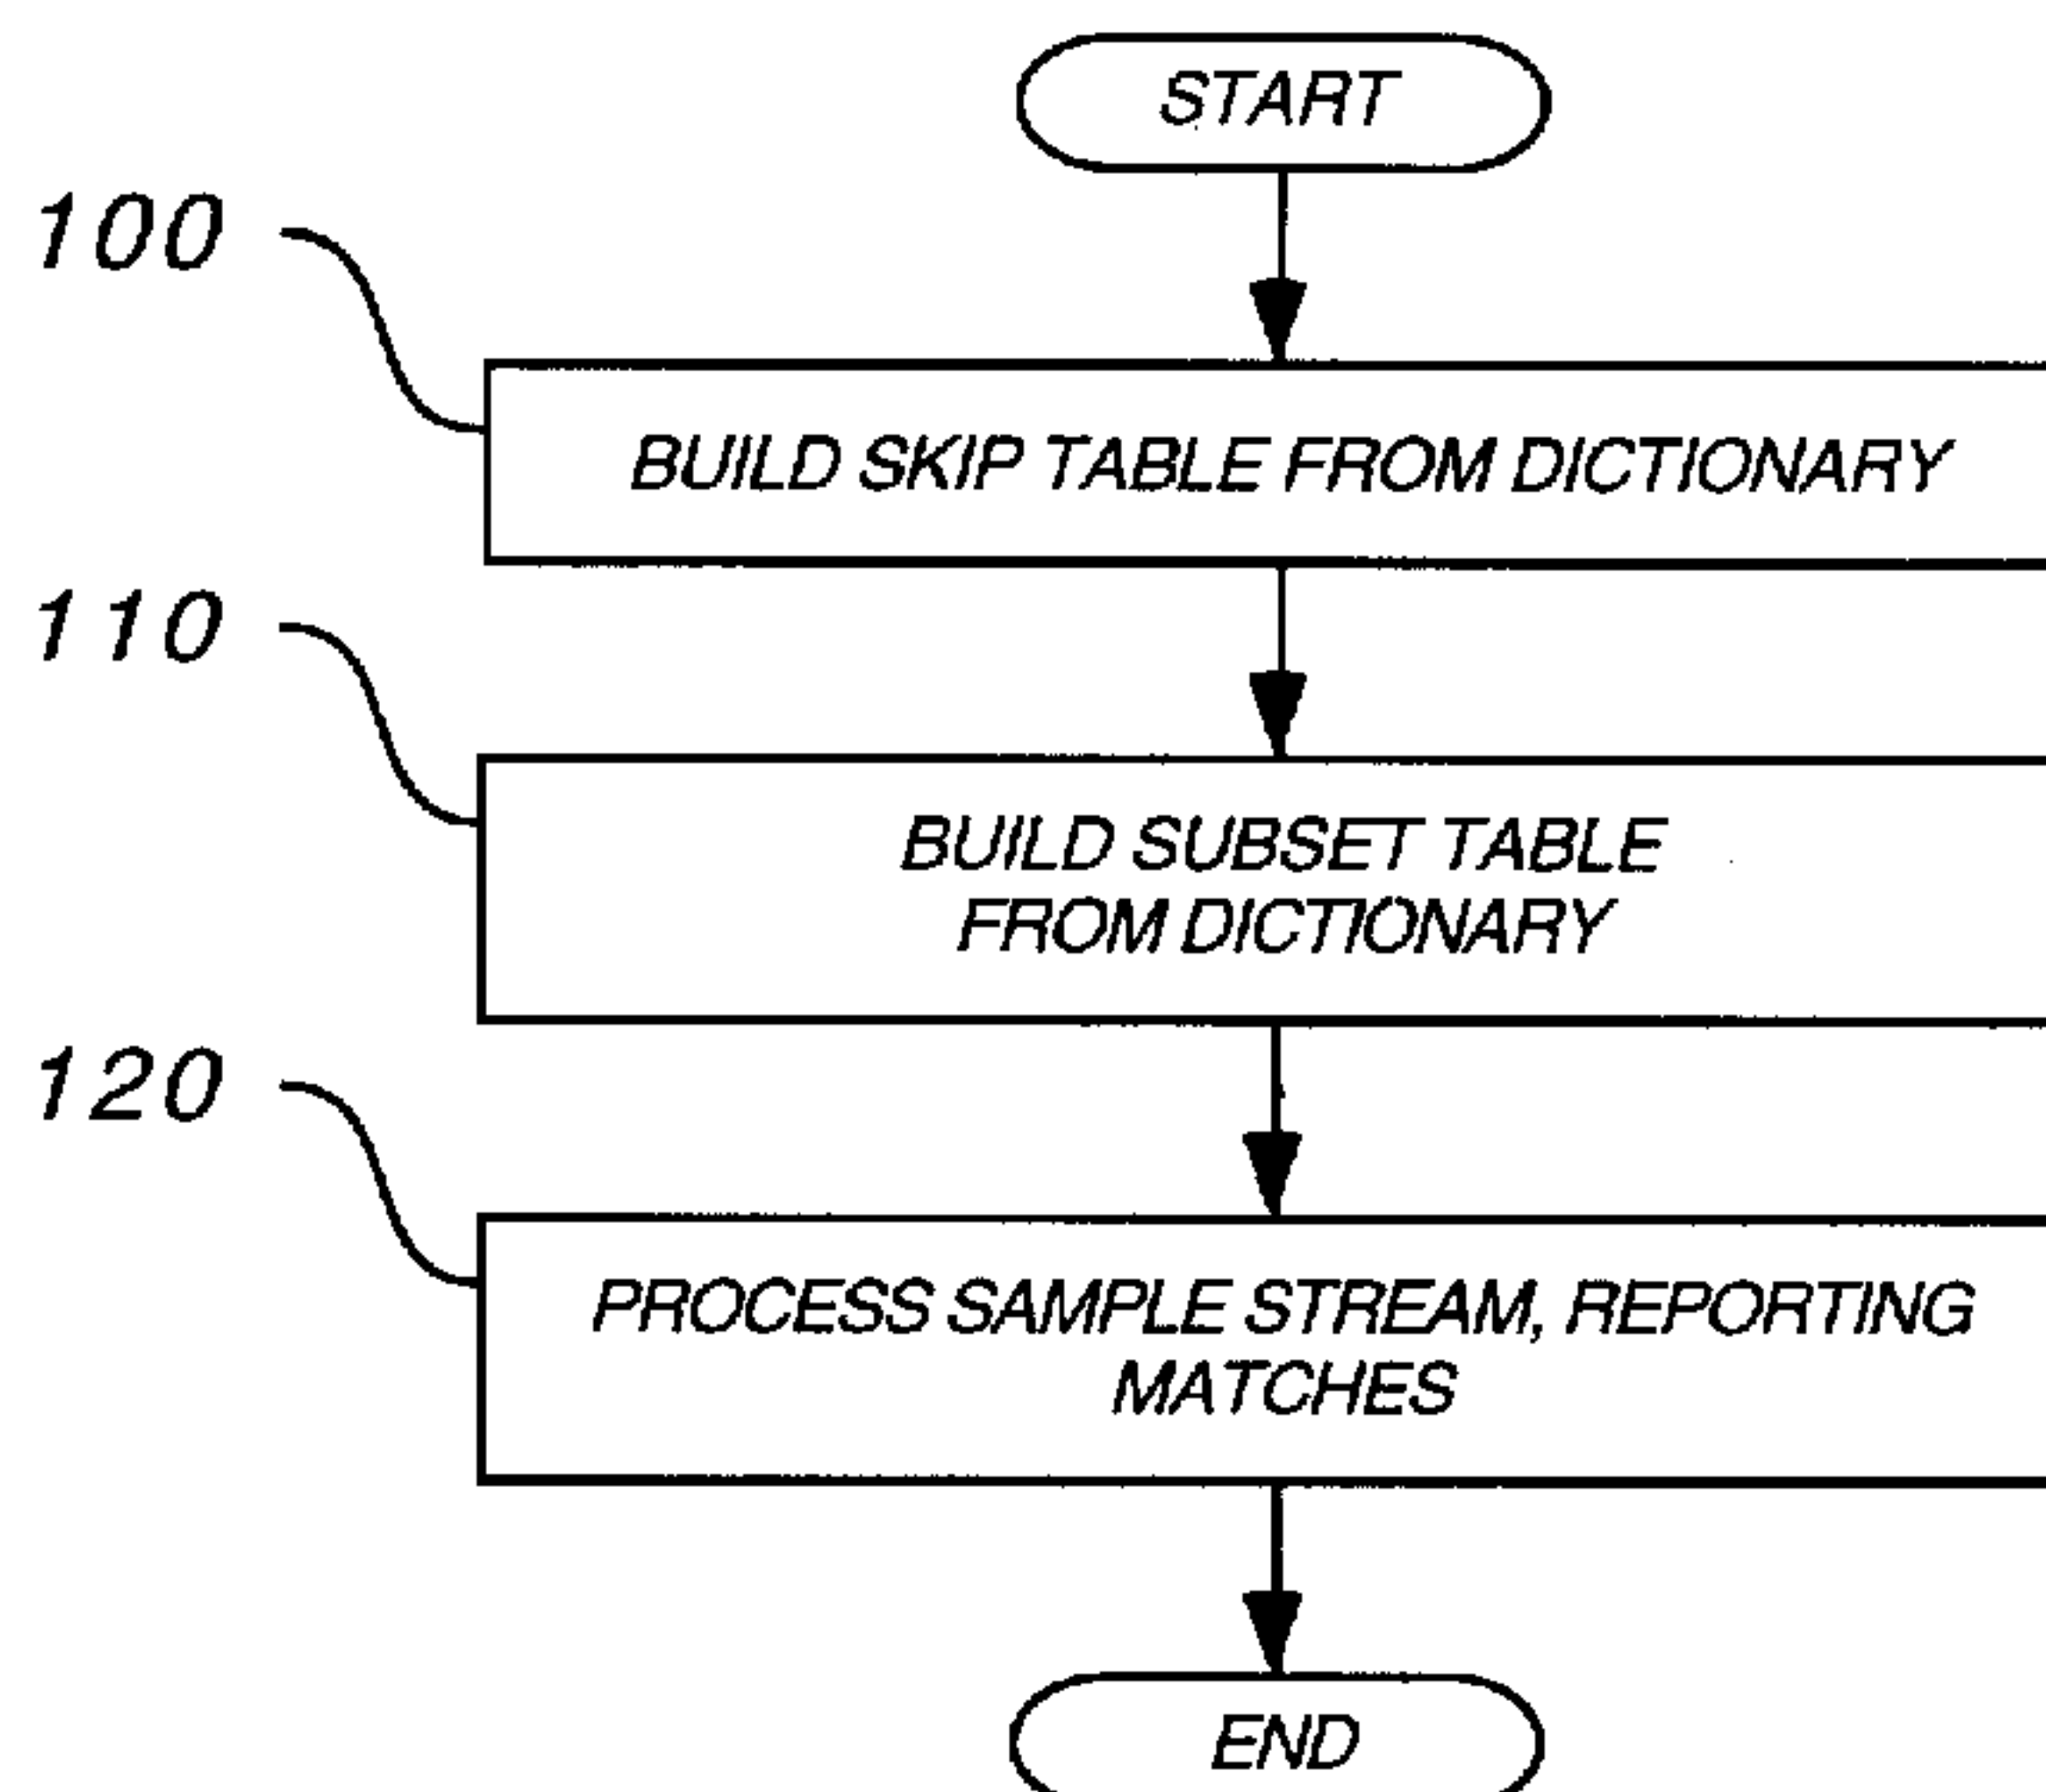 START
100
BUILD SKIP TABLE FROM DICTIONARY
110
BUILD SUBSET TABLE
FROM DICTIONARY
120
PROCESS SAMPLE STREAM, REPORTING
MATCHES
END